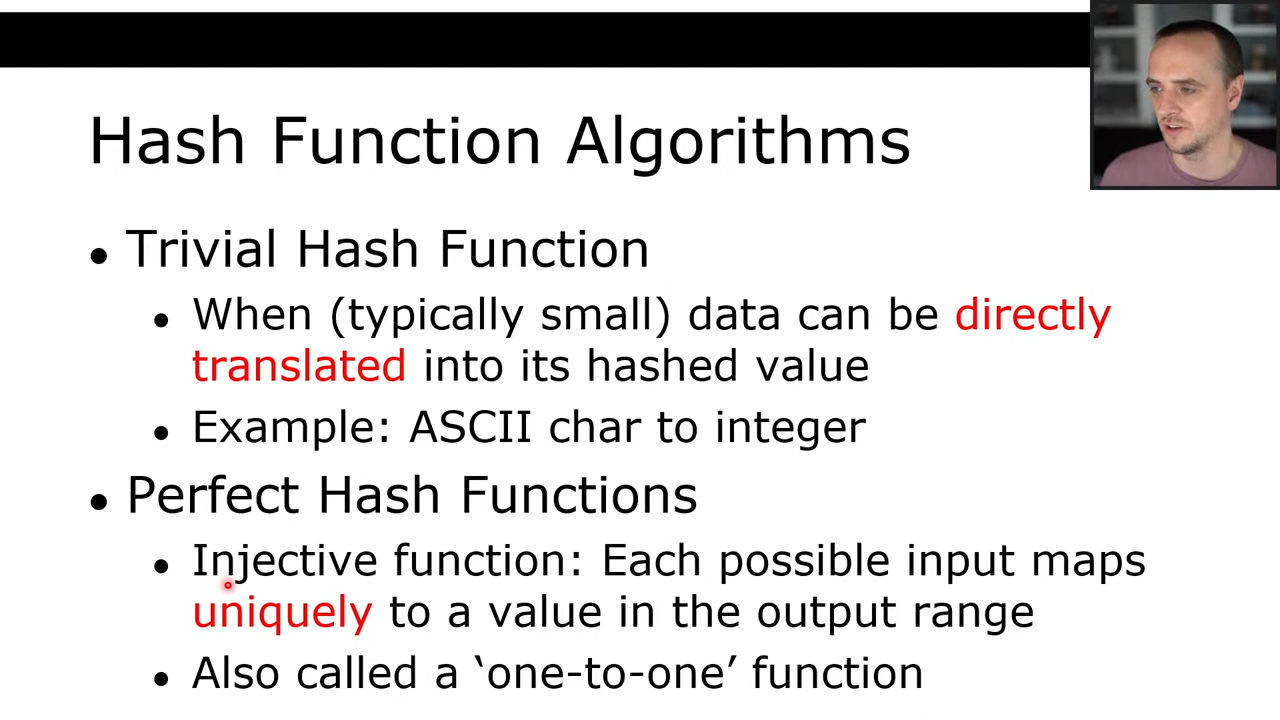 Hash Function Algorithms
• Trivial Hash Function
• When (typically small) data can be directly
translated into its hashed value
• Example: ASCII char to integer
• Perfect Hash Functions
• Injective function: Each possible input maps
uniquely to a value in the output range
• Also called a ‘one-to-one’ function